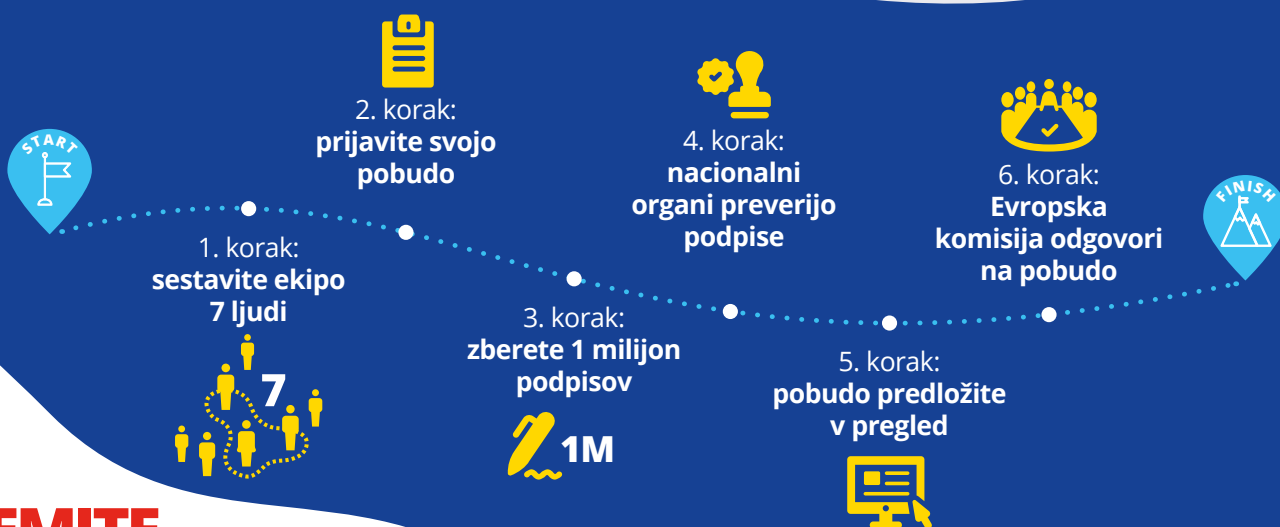 START
1. korak:
sestavite ekipo
7 ljudi
7
2. korak:
prijavite svojo
pobudo
3. korak:
zberete 1 milijon
podpisov
1M
4. korak:
nacionalni
organi preverijo
podpise
5. korak:
pobudo predložite
v pregled
6. korak:
Evropska
komisija odgovori
na pobudo
FINISH